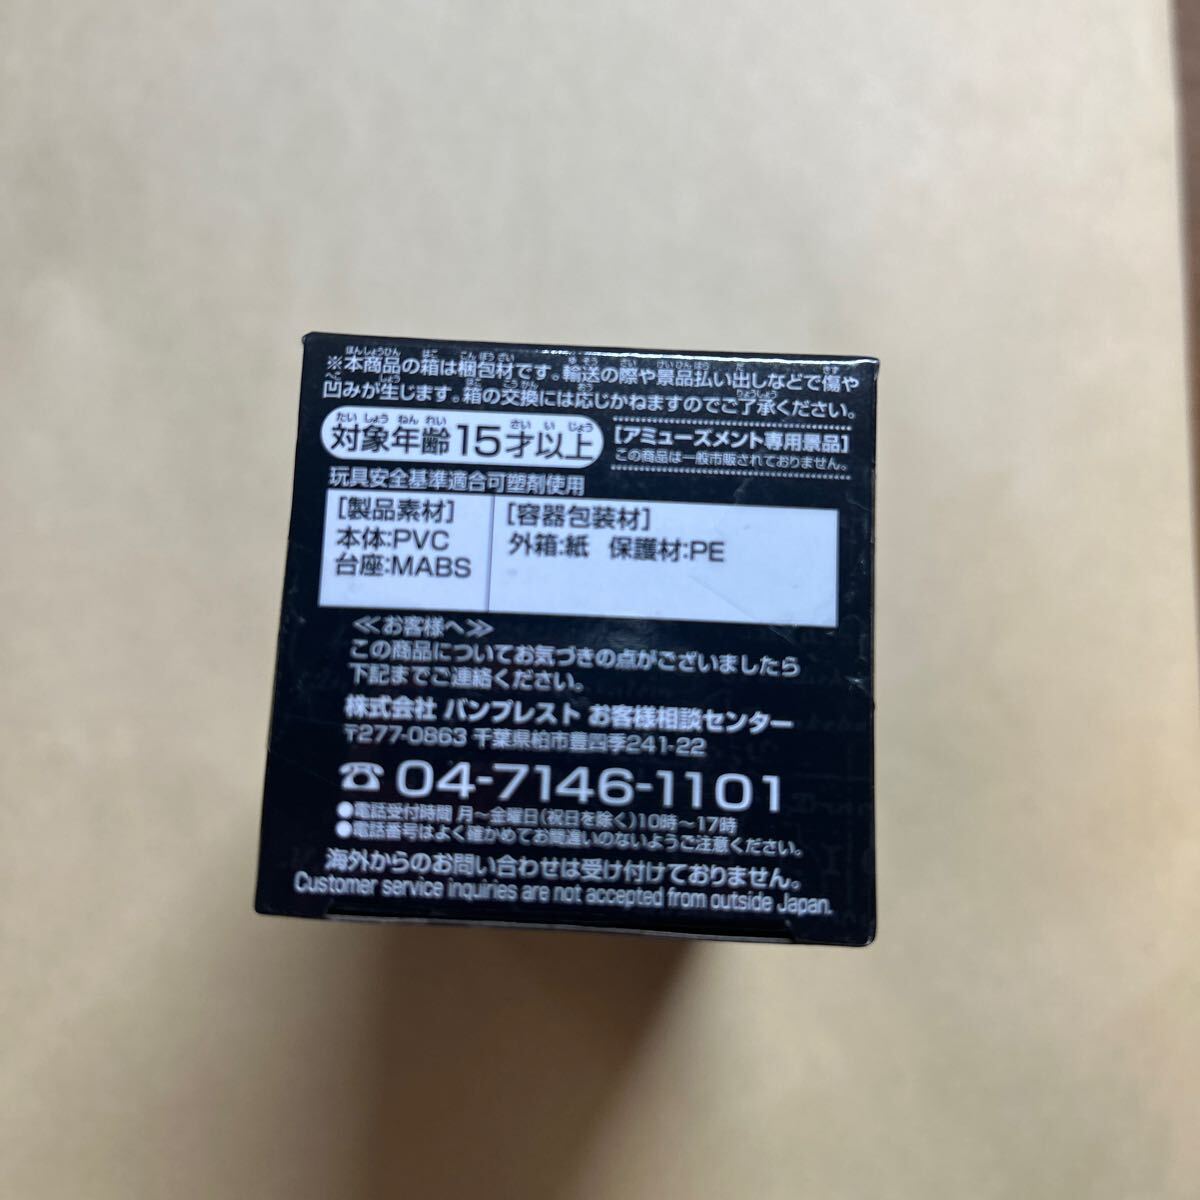 ※本商品の箱は梱包材です。輸送の際や景品払い出しなどで傷や
凹みが生じます。箱の交換には応じかねますのでご了承ください。
対象年齢15才以上
[アミューズメント専用景品]
この商品は一般市販されておりません。
玩具安全基準適合可塑剤使用
[製品素材]
本体:PVC
台座:MABS
[容器包装材]
外箱:紙 保護材:PE
≪お客様へ≫
この商品についてお気づきの点がございましたら
下記までご連絡ください。
株式会社 バンプレスト お客様相談センター
〒277-0863 千葉県柏市豊四季241-22
☎04-7146-1101
●電話受付時間 月～金曜日(祝日を除く)10時～17時
●電話番号はよく確かめてお間違いのないようご注意ください。
海外からのお問い合わせは受け付けておりません。
Customer service inquiries are not accepted from outside Japan.